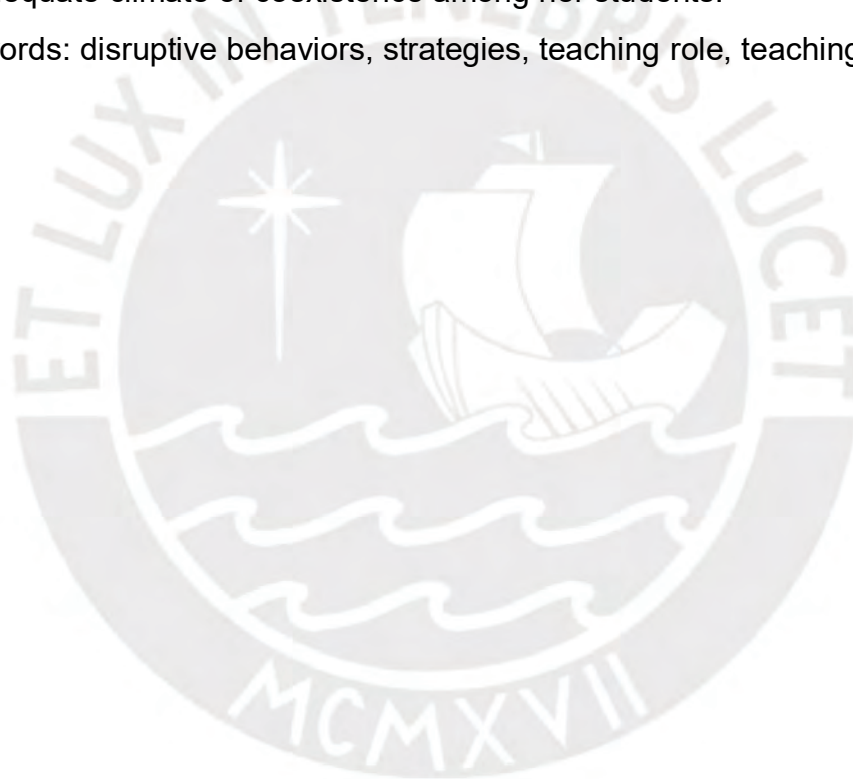 equate climate of coexistence among her students.
ords: disruptive behaviors, strategies, teaching role, teaching
ET LUX IN TENEBRIS LUCET
MCMXVII